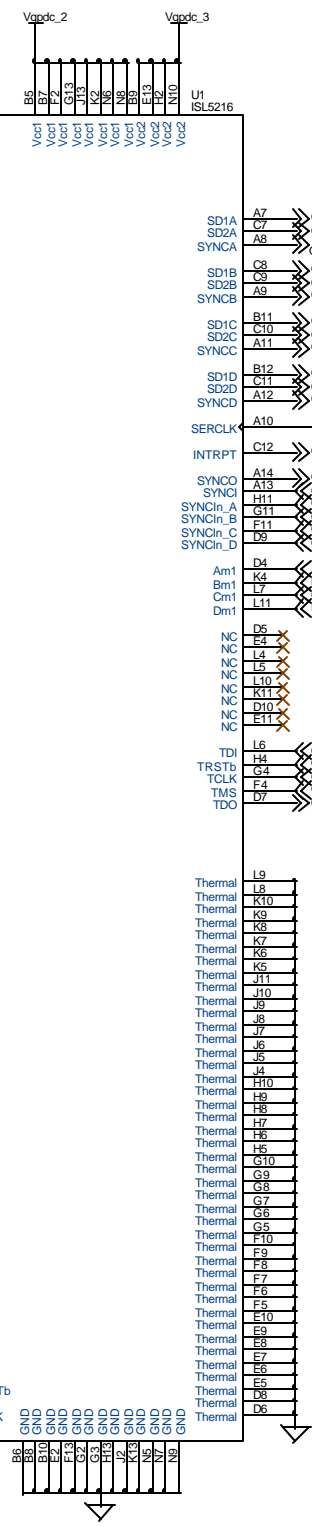 Vgpdc_2 Vgpdc_3
B5 B7 F2 G13 J13 K2 N6 N8 B9 E13 H2 N10
U1
ISL5216
Vcc1 Vcc1 Vcc1 Vcc1 Vcc1 Vcc1 Vcc1 Vcc1 Vcc2 Vcc2 Vcc2 Vcc2
SD1A A7
SD2A C7
SYNCA A8
SD1B C8
SD2B C9
SYNCB A9
SD1C B11
SD2C C10
SYNCC A11
SD1D B12
SD2D C11
SYNCD A12
SERCLK A10
INTRPT C12
SYNCO A14
SYNCI A13
SYNCIn_A H11
SYNCIn_B G11
SYNCIn_C F11
SYNCIn_D D9
Am1 D4
Bm1 K4
Cm1 L7
Dm1 L11
NC D5
NC E4
NC L4
NC L5
NC L10
NC K11
NC D10
NC E11
TDI L6
TRSTb H4
TCLK G4
TMS F4
TDO D7
Thermal L9
Thermal L8
Thermal K10
Thermal K9
Thermal K8
Thermal K7
Thermal K6
Thermal K5
Thermal J11
Thermal J10
Thermal J9
Thermal J8
Thermal J7
Thermal J6
Thermal J5
Thermal J4
Thermal H10
Thermal H9
Thermal H8
Thermal H7
Thermal H6
Thermal H5
Thermal G10
Thermal G9
Thermal G8
Thermal G7
Thermal G6
Thermal G5
Thermal F10
Thermal F9
Thermal F8
Thermal F7
Thermal F6
Thermal F5
Thermal E10
Thermal E9
Thermal E8
Thermal E7
Thermal E6
Thermal E5
Thermal D8
Thermal D6
GND GND GND GND GND GND GND GND GND GND GND GND GND
B6 B8 B10 E2 F13 G2 G3 H13 J2 K13 N5 N7 N9